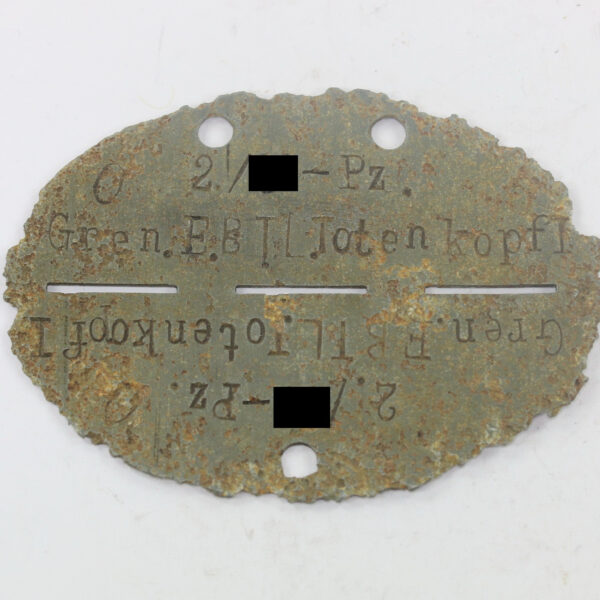 O 2./ -Pz.
Gren.E.BTL.Totenkopf I
Gren.E.BTL.Totenkopf I
O 2./ -Pz.